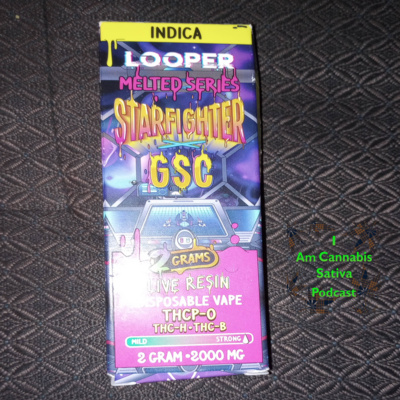 INDICA
LOOPER
MELTED SERIES
STARFIGHTER
X
GSC
2 GRAMS
LIVE RESIN
DISPOSABLE VAPE
THCP-O
THC-H • THC-B
MILD STRONG
2 GRAM • 2000 MG
I
Am Cannabis
Sativa
Podcast